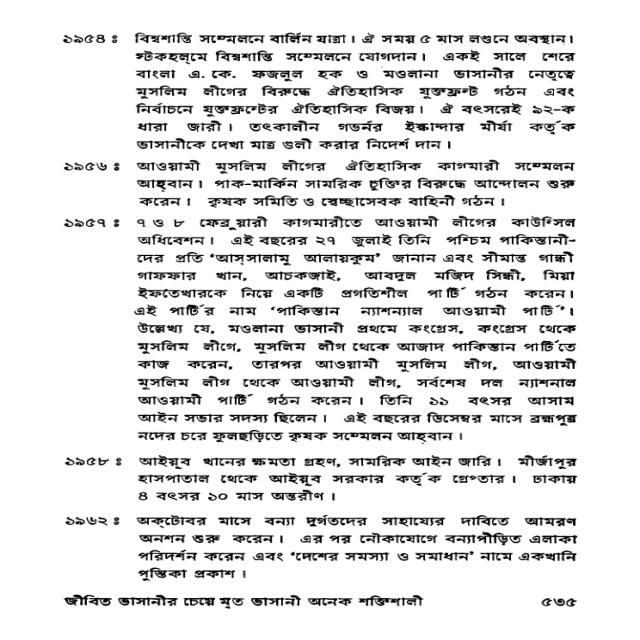 ১৯৫৪ঃ বিশ্বশান্তি সম্মেলনে বার্লিন যাত্রা। ঐ সময় ৫ মাস লণ্ডনে অবস্থান।
স্টকহল্‌মে বিশ্বশান্তি সম্মেলনে যোগদান। একই সালে শেরে
বাংলা এ. কে. ফজলুল হক ও মওলানা ভাসানীর নেতৃত্বে
মুসলিম লীগের বিরুদ্ধে ঐতিহাসিক যুক্তফ্রন্ট গঠন এবং
নির্বাচনে যুক্তফ্রন্টের ঐতিহাসিক বিজয়। ঐ বৎসরেই ৯২-ক
ধারা জারী। তৎকালীন গভর্নর ইস্কান্দার মীর্যা কর্তৃক
ভাসানীকে দেখা মাত্র গুলী করার নিদের্শ দান।
১৯৫৬ঃ আওয়ামী মুসলিম লীগের ঐতিহাসিক কাগমারী সম্মেলন
আহ্‌বান। পাক-মার্কিন সামরিক চুক্তির বিরুদ্ধে আন্দোলন শুরু
করেন। কৃষক সমিতি ও স্বেচ্ছাসেবক বাহিনী গঠন।
১৯৫৭ঃ ৭ ও ৮ ফেব্রুয়ারী কাগমারীতে আওয়ামী লীগের কাউন্সিল
অধিবেশন। এই বছরের ২৭ জুলাই তিনি পশ্চিম পাকিস্তানী-
দের প্রতি ‘আস্‌সালামু আলায়কুম’ জানান এবং সীমান্ত গান্ধী
গাফফার খান, আচকজাই, আবদুল মজিদ সিন্ধী, মিয়া
ইফতেখারকে নিয়ে একটি প্রগতিশীল পার্টি গঠন করেন।
এই পার্টির নাম ‘পাকিস্তান ন্যাশন্যাল আওয়ামী পার্টি’।
উল্লেখ্য যে, মওলানা ভাসানী প্রথমে কংগ্রেস, কংগ্রেস থেকে
মুসলিম লীগে, মুসলিম লীগ থেকে আজাদ পাকিস্তান পার্টিতে
কাজ করেন, তারপর আওয়ামী মুসলিম লীগ, আওয়ামী
মুসলিম লীগ থেকে আওয়ামী লীগ, সর্বশেষ দল ন্যাশনাল
আওয়ামী পার্টি গঠন করেন। তিনি ১১ বৎসর আসাম
আইন সভার সদস্য ছিলেন। এই বছরের ডিসেম্বর মাসে ব্রহ্মপুত্র
নদের চরে ফুলছড়িতে কৃষক সম্মেলন আহ্‌বান।
১৯৫৮ঃ আইয়ুব খানের ক্ষমতা গ্রহণ, সামরিক আইন জারি। মীর্জাপুর
হাসপাতাল থেকে আইয়ুব সরকার কর্তৃক গ্রেপ্তার। ঢাকায়
৪ বৎসর ১০ মাস অন্তরীণ।
১৯৬২ঃ অক্‌টোবর মাসে বন্যা দুর্গতদের সাহায্যের দাবিতে আমরণ
অনশন শুরু করেন। এর পর নৌকাযোগে বন্যাপীড়িত এলাকা
পরিদর্শন করেন এবং ‘দেশের সমস্যা ও সমাধান’ নামে একখানি
পুস্তিকা প্রকাশ।
জীবিত ভাসানীর চেয়ে মৃত ভাসানী অনেক শক্তিশালী ৫৩৫